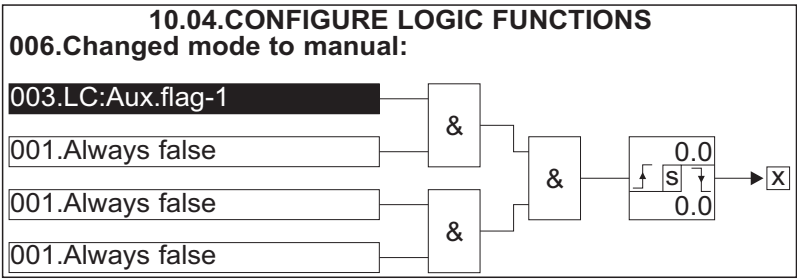 10.04.CONFIGURE LOGIC FUNCTIONS
006.Changed mode to manual:
003.LC:Aux.flag-1
&
001.Always false
&
0.0
S
X
0.0
001.Always false
&
001.Always false